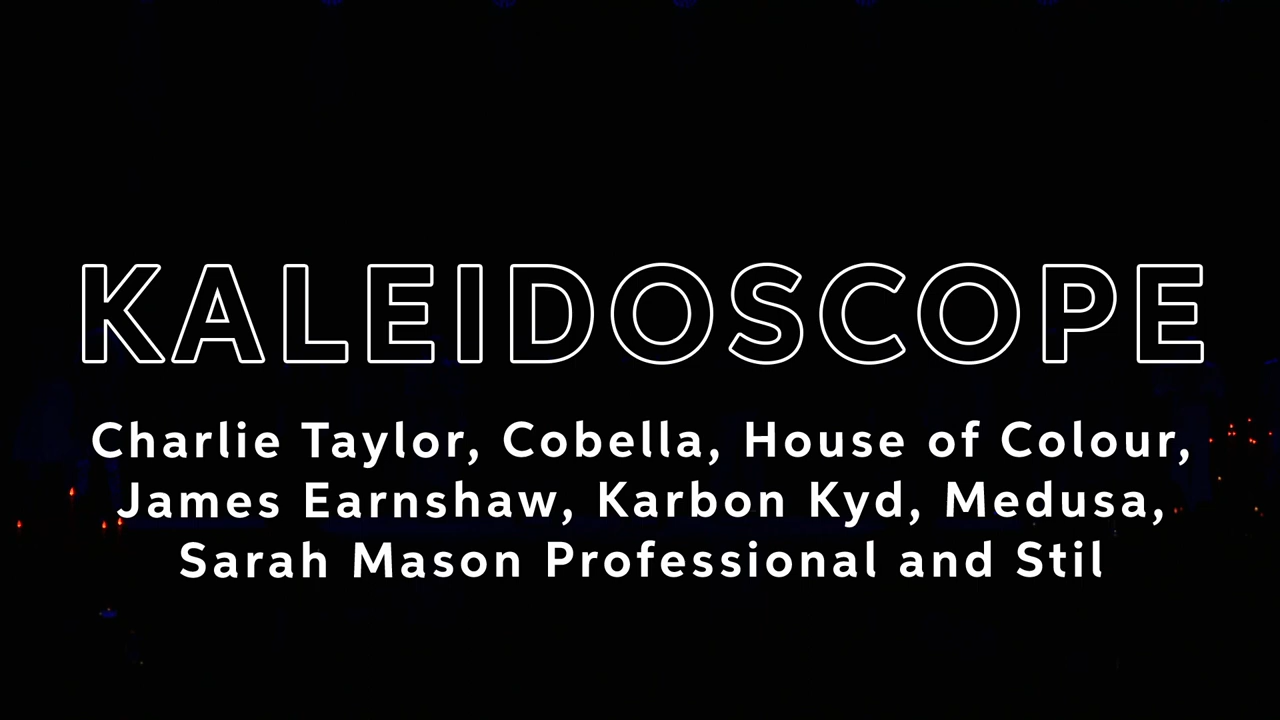 KALEIDOSCOPE
Charlie Taylor, Cobella, House of Colour,
James Earnshaw, Karbon Kyd, Medusa,
Sarah Mason Professional and Stil